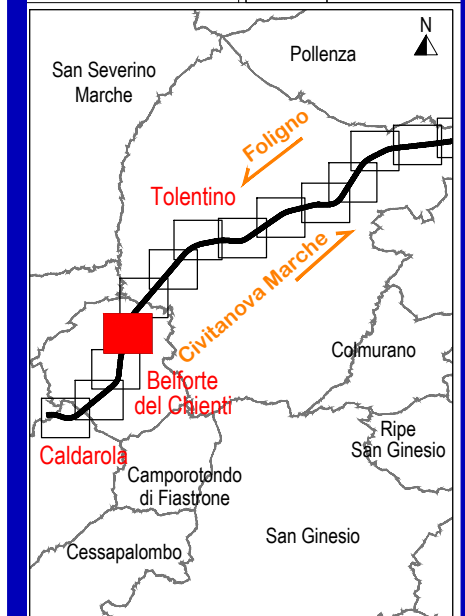 N
Pollenza
San Severino
Marche
Foligno
Tolentino
Civitanova Marche
Colmurano
Belforte
del Chienti
Ripe
San Ginesio
Caldarola
Camporotondo
di Fiastrone
San Ginesio
Cessapalombo